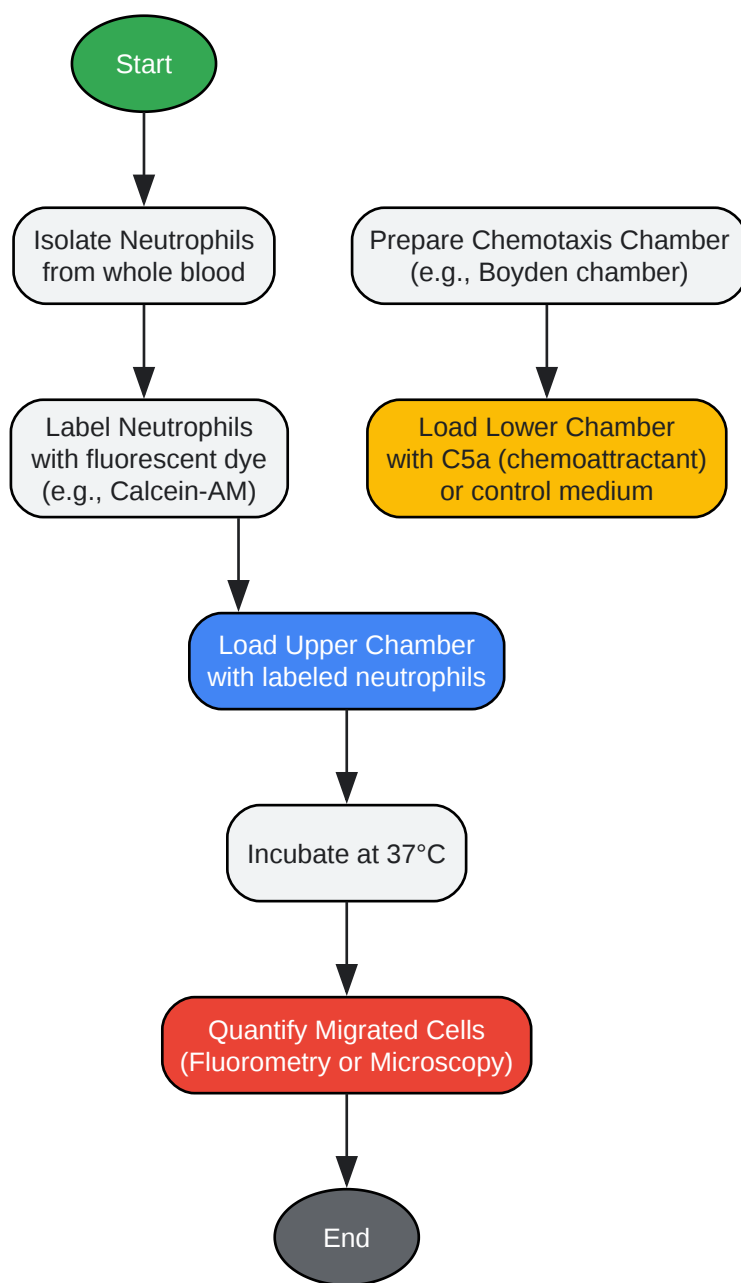 Start
Isolate Neutrophils
from whole blood
Prepare Chemotaxis Chamber
(e.g., Boyden chamber)
Label Neutrophils
with fluorescent dye
(e.g., Calcein-AM)
Load Lower Chamber
with C5a (chemoattractant)
or control medium
Load Upper Chamber
with labeled neutrophils
Incubate at 37°C
Quantify Migrated Cells
(Fluorometry or Microscopy)
End